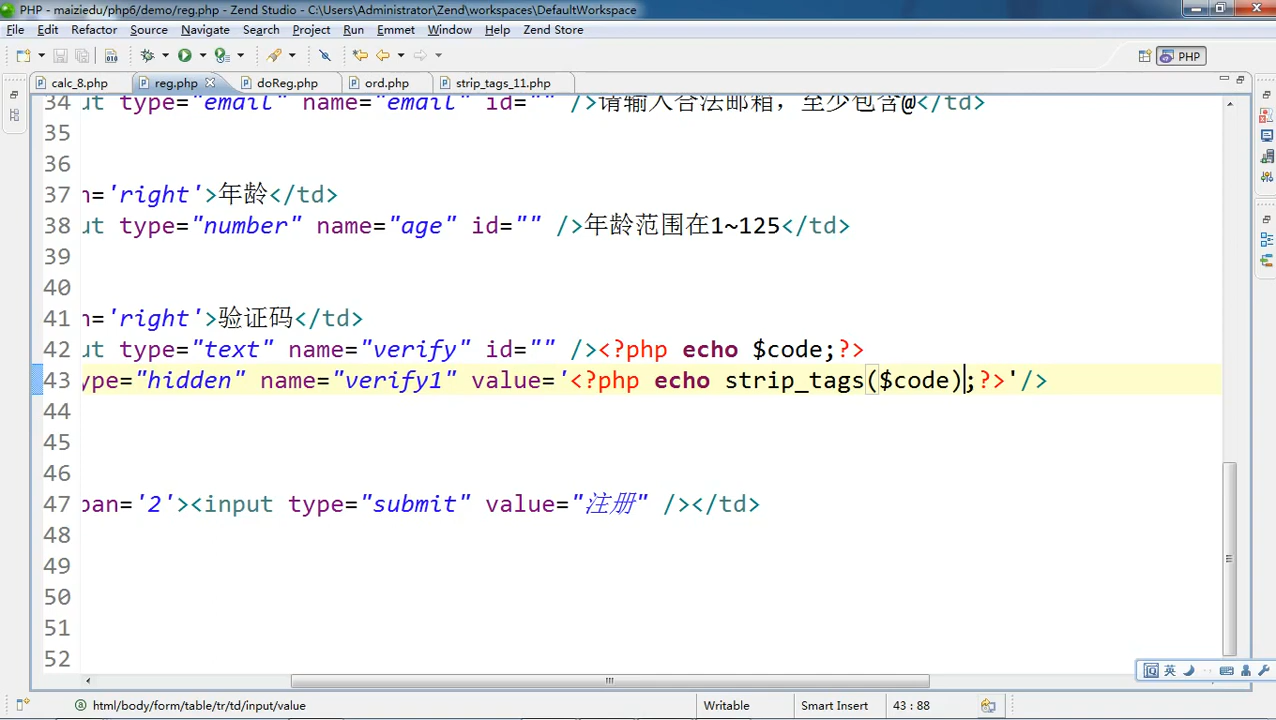 PHP - maiziedu/php6/demo/reg.php - Zend Studio - C:\Users\Administrator\Zend\workspaces\DefaultWorkspace
File Edit Refactor Source Navigate Search Project Run Emmet Window Help Zend Store
PHP
calc_8.php reg.php doReg.php ord.php strip_tags_11.php
34 ut type="email" name="email" id="" />请输入合法邮箱，至少包含@</td>
35
36
37 n='right'>年龄</td>
38 ut type="number" name="age" id="" />年龄范围在1~125</td>
39
40
41 n='right'>验证码</td>
42 ut type="text" name="verify" id="" /><?php echo $code;?>
43 ype="hidden" name="verify1" value='<?php echo strip_tags($code);?>'/>
44
45
46
47 pan='2'><input type="submit" value="注册" /></td>
48
49
50
51
52
英
html/body/form/table/tr/td/input/value Writable Smart Insert 43 : 88